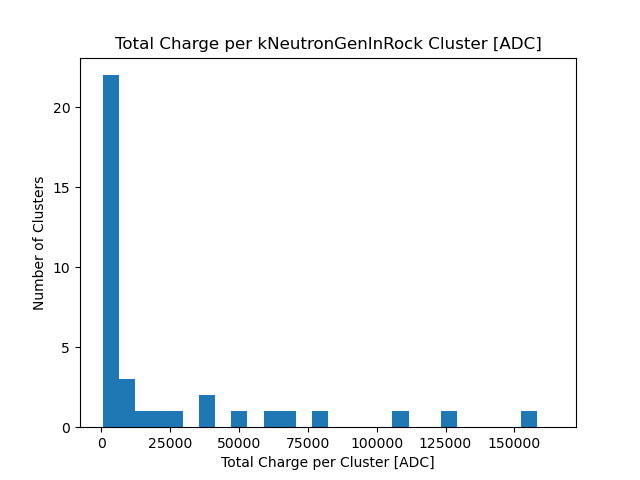 Total Charge per kNeutronGenInRock Cluster [ADC]
20
15
10
5
0
Number of Clusters
0 25000 50000 75000 100000 125000 150000
Total Charge per Cluster [ADC]